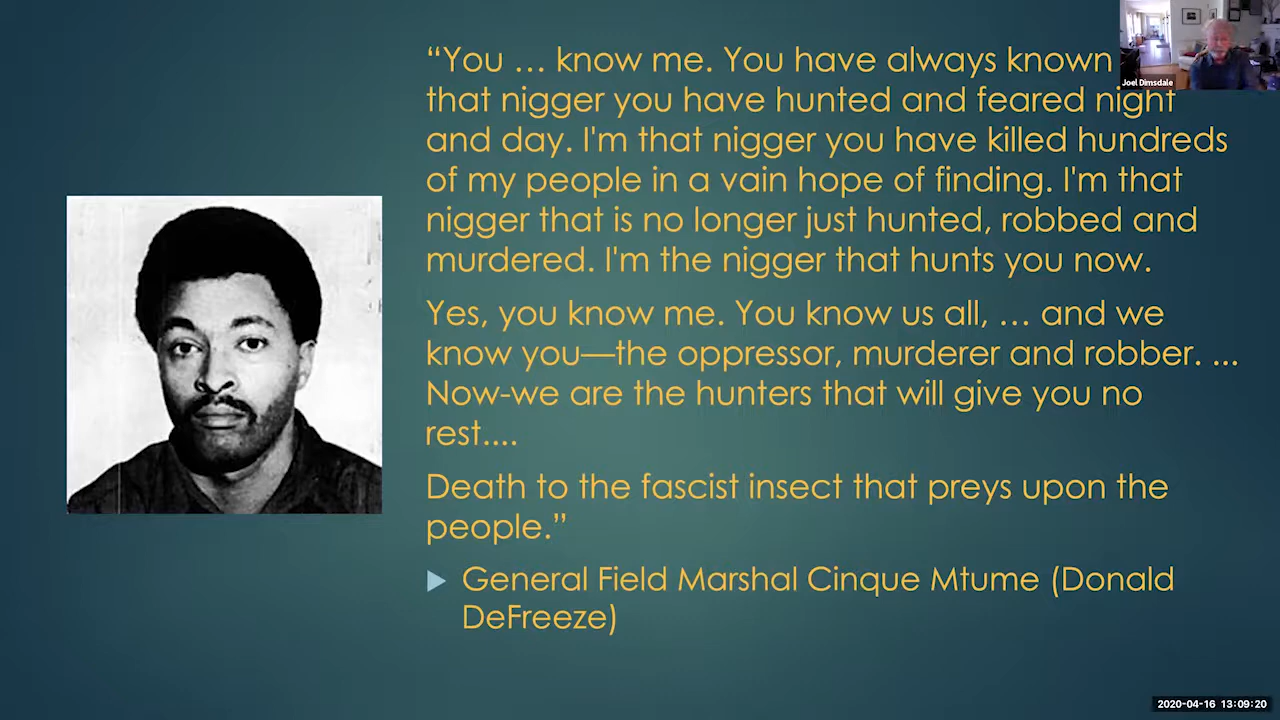 “You … know me. You have always known
that nigger you have hunted and feared night
and day. I'm that nigger you have killed hundreds
of my people in a vain hope of finding. I'm that
nigger that is no longer just hunted, robbed and
murdered. I'm the nigger that hunts you now.
Yes, you know me. You know us all, … and we
know you—the oppressor, murderer and robber. ...
Now-we are the hunters that will give you no
rest....
Death to the fascist insect that preys upon the
people.”
General Field Marshal Cinque Mtume (Donald
DeFreeze)
Joel Dimsdale
2020-04-16 13:09:20